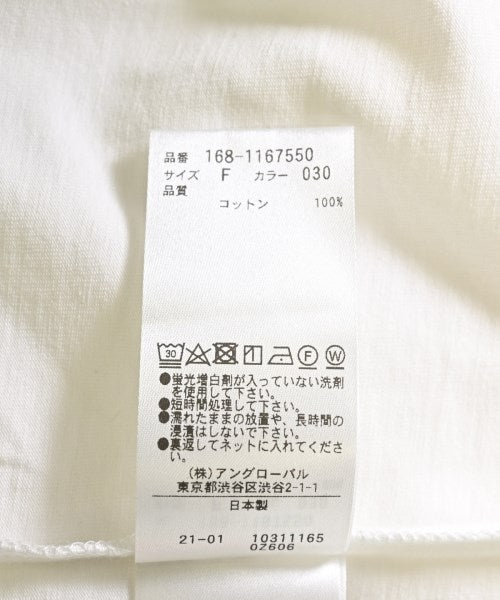 品番 168-1167550
サイズ F カラー 030
品質
コットン 100%
30 F W
●蛍光増白剤が入っていない洗剤
を使用して下さい。
●短時間処理して下さい。
●濡れたままの放置や、長時間の
浸漬はしないで下さい。
●裏返してネットに入れてくださ
い。
(株)アングローバル
東京都渋谷区渋谷2-1-1
日本製
21-01 10311165
0Z606